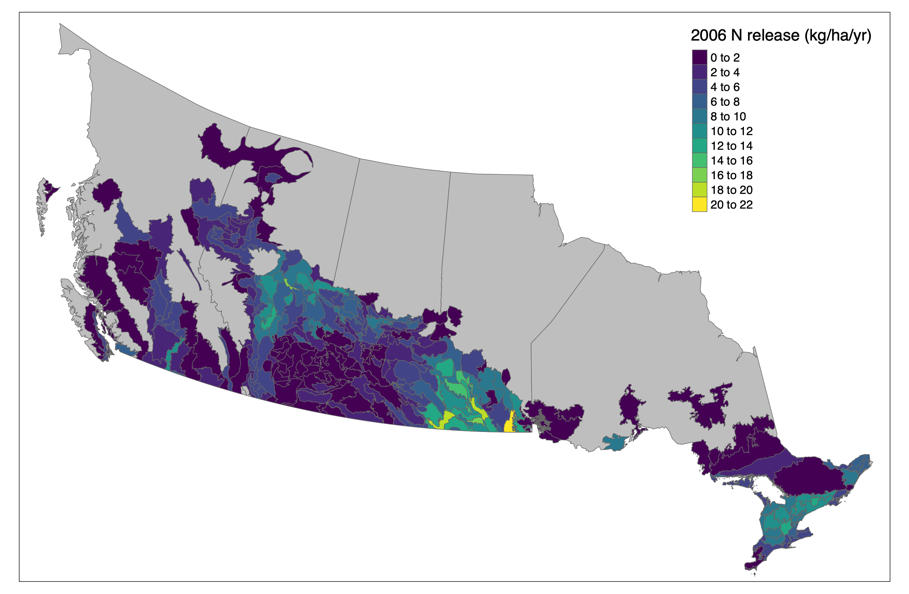 2006 N release (kg/ha/yr)
0 to 2
2 to 4
4 to 6
6 to 8
8 to 10
10 to 12
12 to 14
14 to 16
16 to 18
18 to 20
20 to 22